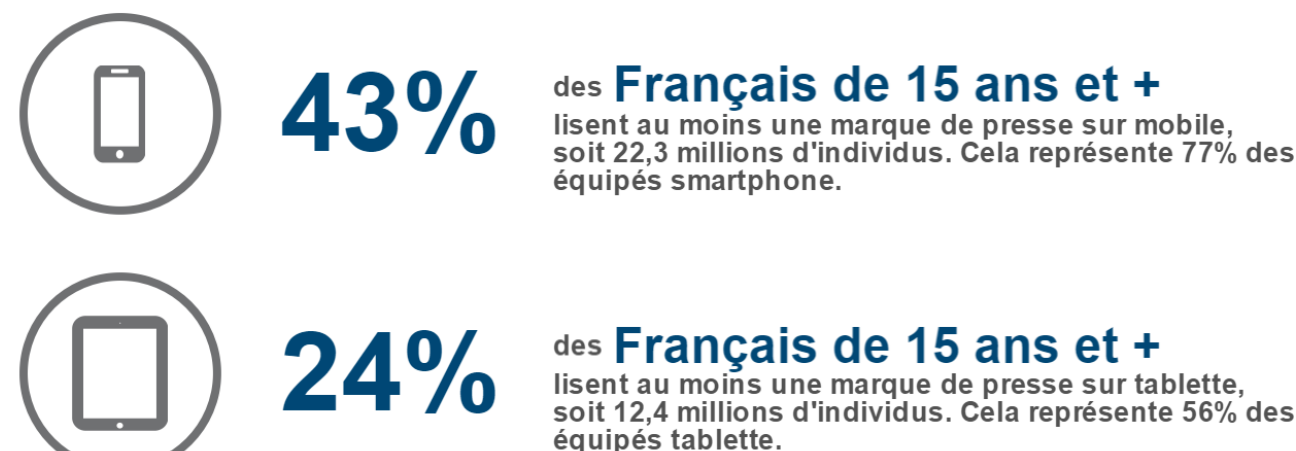 43%
des Français de 15 ans et +
lisent au moins une marque de presse sur mobile,
soit 22,3 millions d'individus. Cela représente 77% des
équipés smartphone.
24%
des Français de 15 ans et +
lisent au moins une marque de presse sur tablette,
soit 12,4 millions d'individus. Cela représente 56% des
équipés tablette.